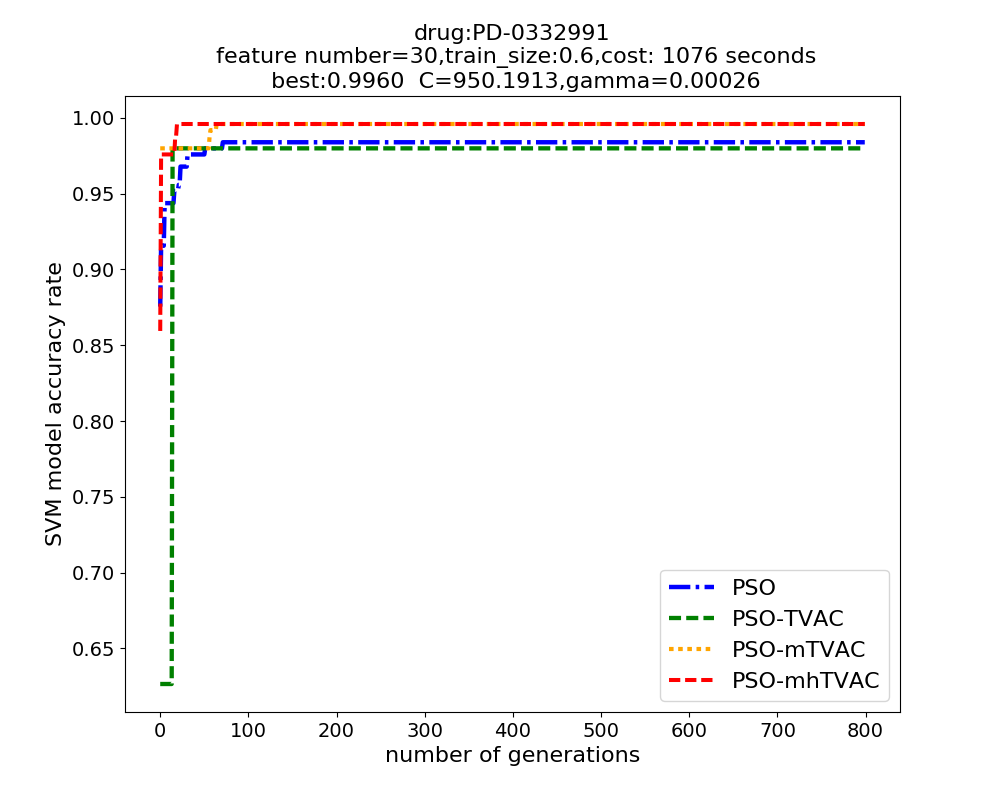 drug:PD-0332991
feature number=30,train_size:0.6,cost: 1076 seconds
best:0.9960  C=950.1913,gamma=0.00026
1.00
0.95
0.90
0.85
0.80
0.75
0.70
0.65
SVM model accuracy rate
PSO
PSO-TVAC
PSO-mTVAC
PSO-mhTVAC
0 100 200 300 400 500 600 700 800
number of generations